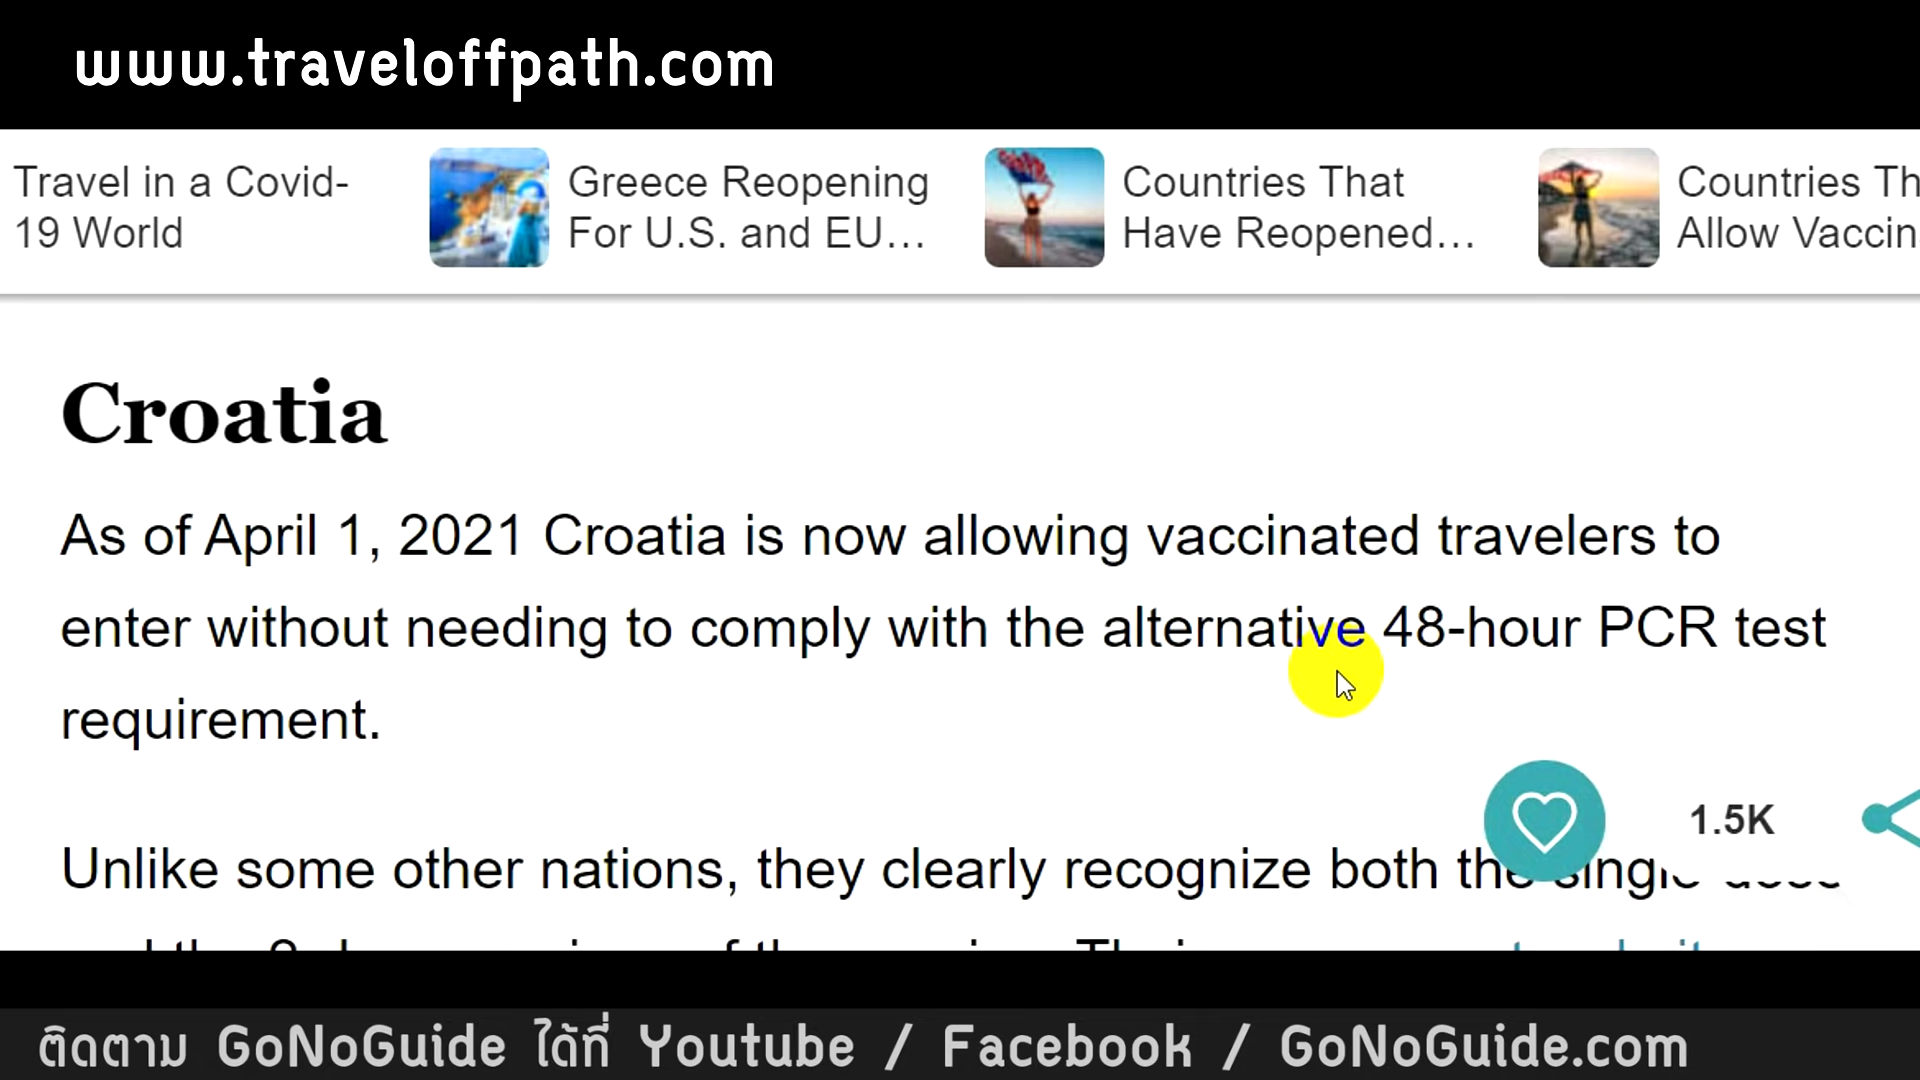 www.traveloffpath.com
Travel in a Covid-
19 World
Greece Reopening
For U.S. and EU...
Countries That
Have Reopened...
Countries Th
Allow Vaccin
Croatia
As of April 1, 2021 Croatia is now allowing vaccinated travelers to
enter without needing to comply with the alternative 48-hour PCR test
requirement.
1.5K
Unlike some other nations, they clearly recognize both the single
ติดตาม GoNoGuide ได้ที่ Youtube / Facebook / GoNoGuide.com